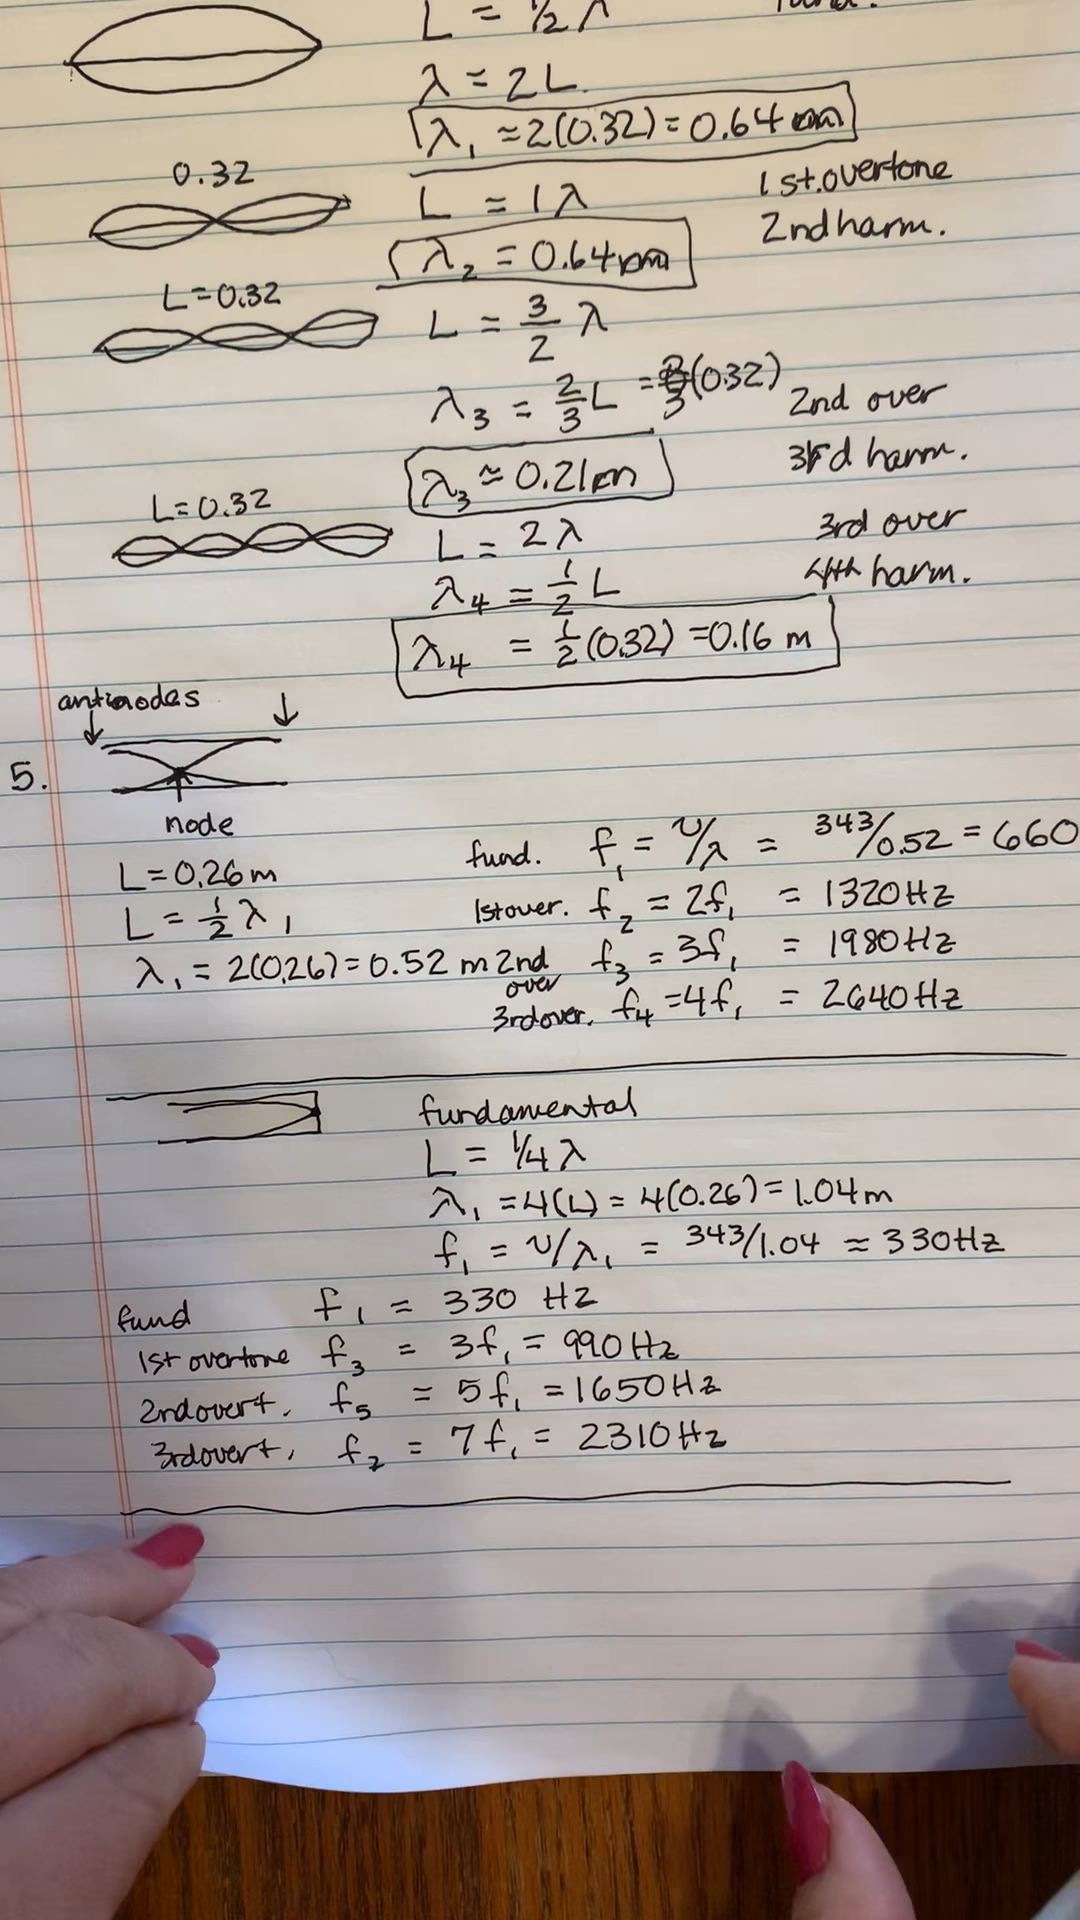 L = 1/2 λ
λ = 2L
λ₁ ≈ 2(0.32) = 0.64 m
0.32
L = 1λ
1st. overtone
2nd harm.
λ₂ = 0.64 m
L = 0.32
L = 3/2 λ
λ₃ = 2/3 L = 2/3 (0.32)
2nd over
3rd harm.
λ₃ ≈ 0.21 m
L = 0.32
L = 2λ
3rd over
4th harm.
λ₄ = 1/2 L
λ₄ = 1/2 (0.32) = 0.16 m
antinodes
5.
node
fund. f₁ = v/λ = 343/0.52 = 660
L = 0.26 m
1st over. f₂ = 2f₁ = 1320 Hz
L = 1/2 λ₁
λ₁ = 2(0.26) = 0.52 m
2nd over f₃ = 3f₁ = 1980 Hz
3rd over. f₄ = 4f₁ = 2640 Hz
fundamental
L = 1/4 λ
λ₁ = 4(L) = 4(0.26) = 1.04 m
f₁ = v/λ₁ = 343/1.04 ≈ 330 Hz
fund f₁ = 330 Hz
1st overtone f₃ = 3f₁ = 990 Hz
2nd overt. f₅ = 5f₁ = 1650 Hz
3rd overt. f₂ = 7f₁ = 2310 Hz